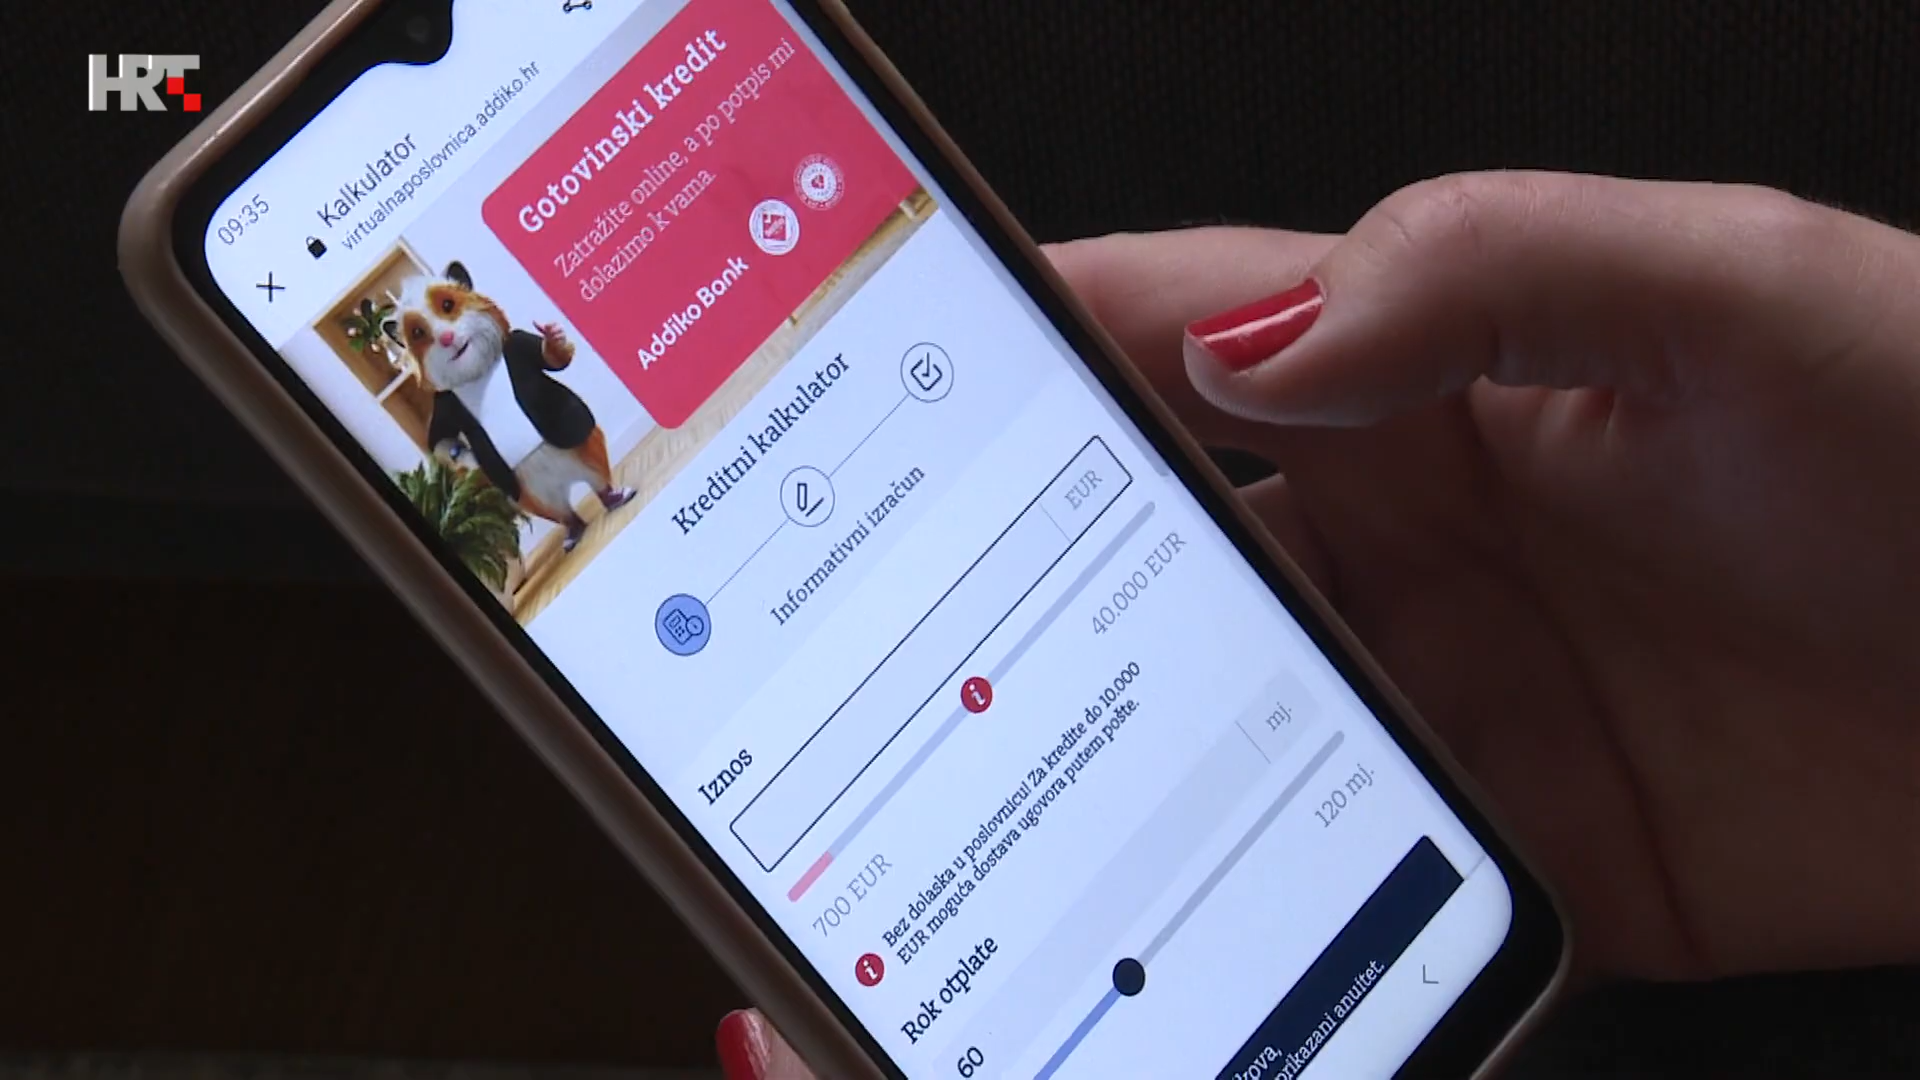 HRT
09:35
Kalkulator
virtualnaposlovnica.addiko.hr
Gotovinski kredit
Zatražite online, a po potpis mi
dolazimo k vama.
Addiko Bank
Kreditni kalkulator
Informativni izračun
Iznos
EUR
700 EUR
40.000 EUR
Bez dolaska u poslovnicu! Za kredite do 10.000
EUR moguća dostava ugovora putem pošte.
Rok otplate
60
mj.
120 mj.
prikazani anuitet.